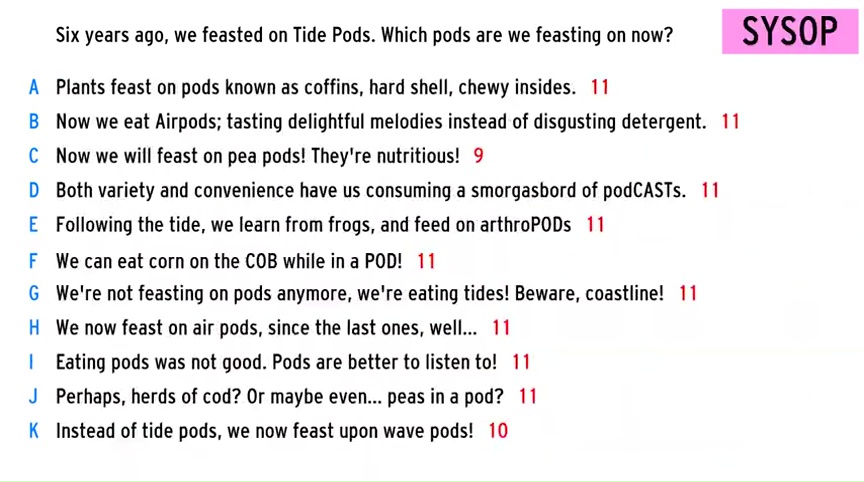 Six years ago, we feasted on Tide Pods. Which pods are we feasting on now?
SYSOP
A Plants feast on pods known as coffins, hard shell, chewy insides. 11
B Now we eat Airpods; tasting delightful melodies instead of disgusting detergent. 11
C Now we will feast on pea pods! They're nutritious! 9
D Both variety and convenience have us consuming a smorgasbord of podCASTs. 11
E Following the tide, we learn from frogs, and feed on arthroPODs 11
F We can eat corn on the COB while in a POD! 11
G We're not feasting on pods anymore, we're eating tides! Beware, coastline! 11
H We now feast on air pods, since the last ones, well... 11
I Eating pods was not good. Pods are better to listen to! 11
J Perhaps, herds of cod? Or maybe even... peas in a pod? 11
K Instead of tide pods, we now feast upon wave pods! 10